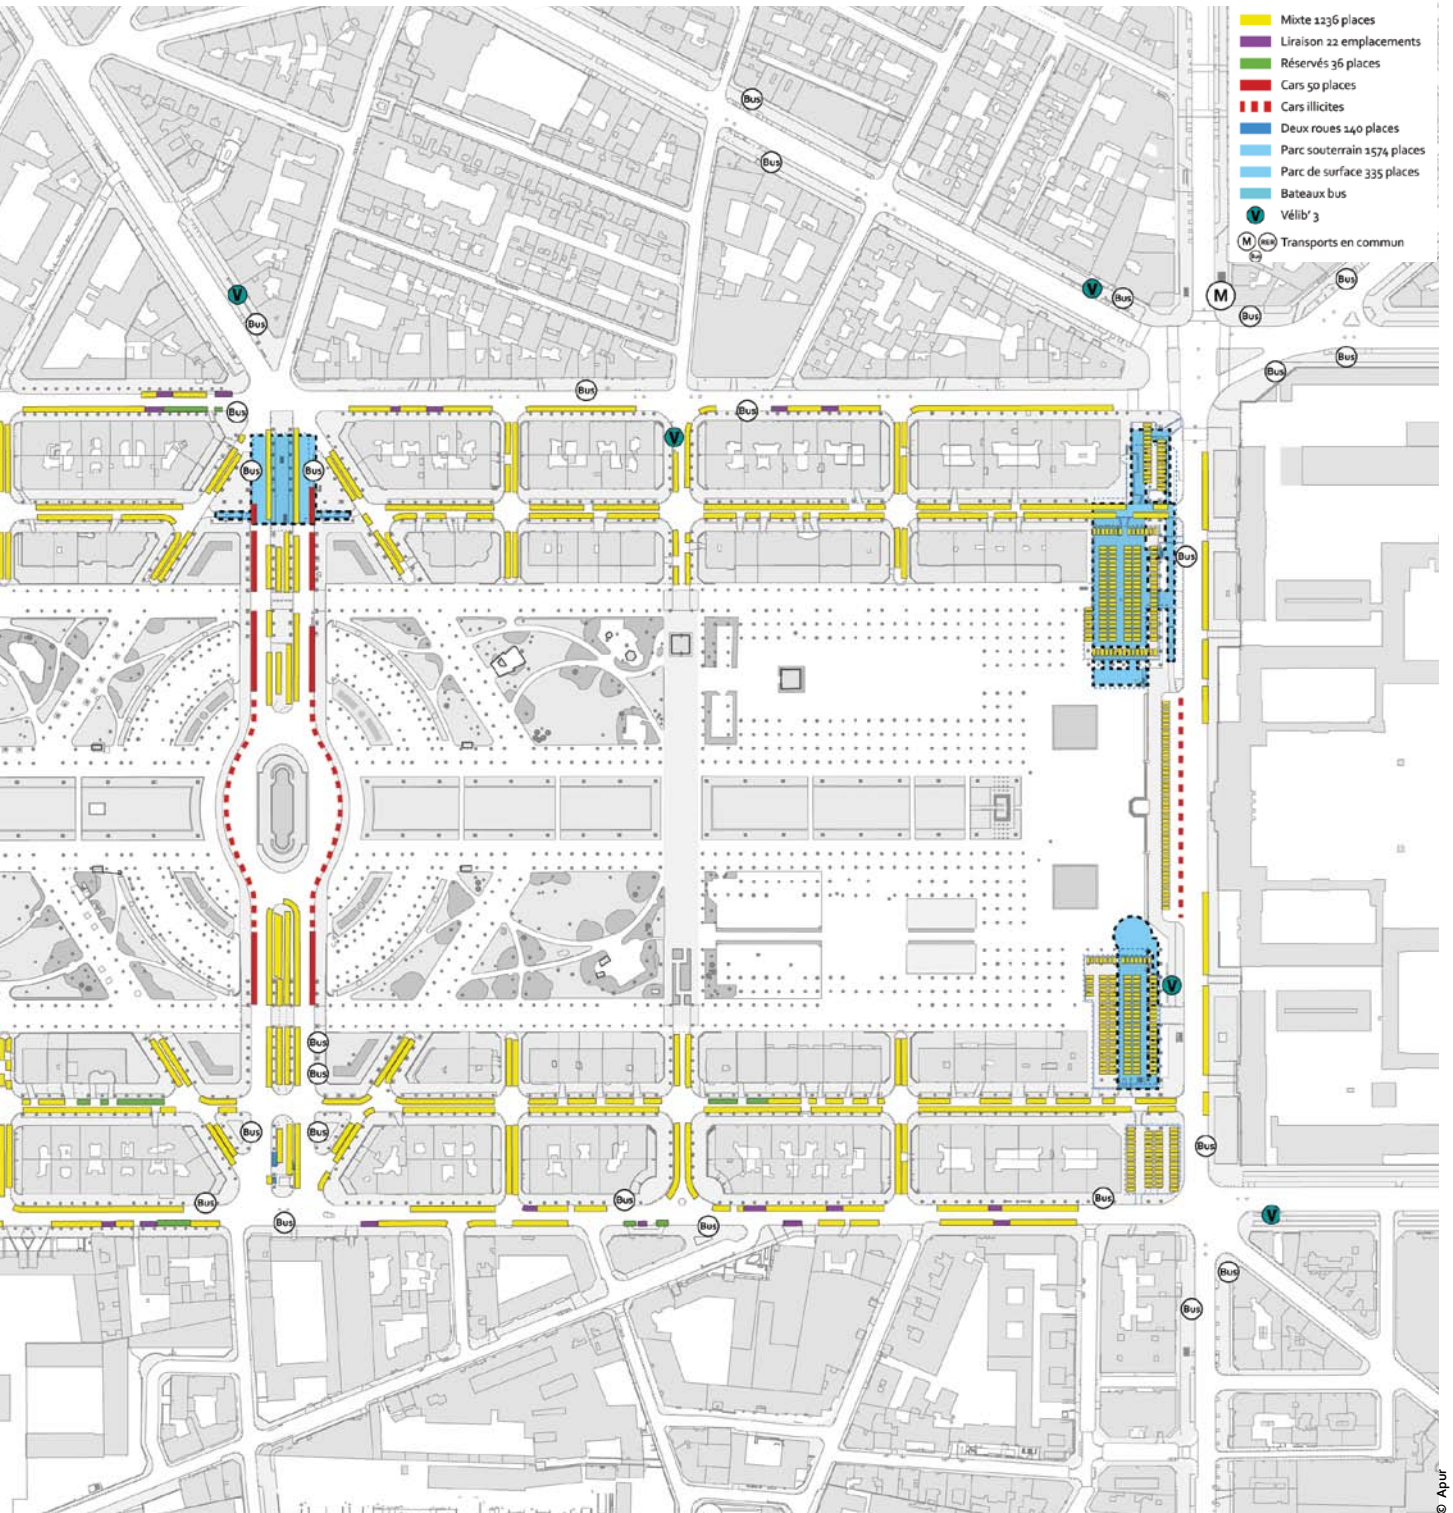 Mixte 1236 places
Liraison 22 emplacements
Réservés 36 places
Cars 50 places
Cars illicites
Deux roues 140 places
Parc souterrain 1574 places
Parc de surface 335 places
Bateaux bus
V Vélib' 3
M RER Transports en commun
Bus
Bus
Bus
V
V
Bus
Bus
M
Bus
Bus
Bus
Bus
Bus
Bus
Bus
Bus
V
Bus
Bus
Bus
V
Bus
Bus
Bus
Bus
Bus
Bus
Bus
Bus
Bus
Bus
V
Bus
Bus
© Apur